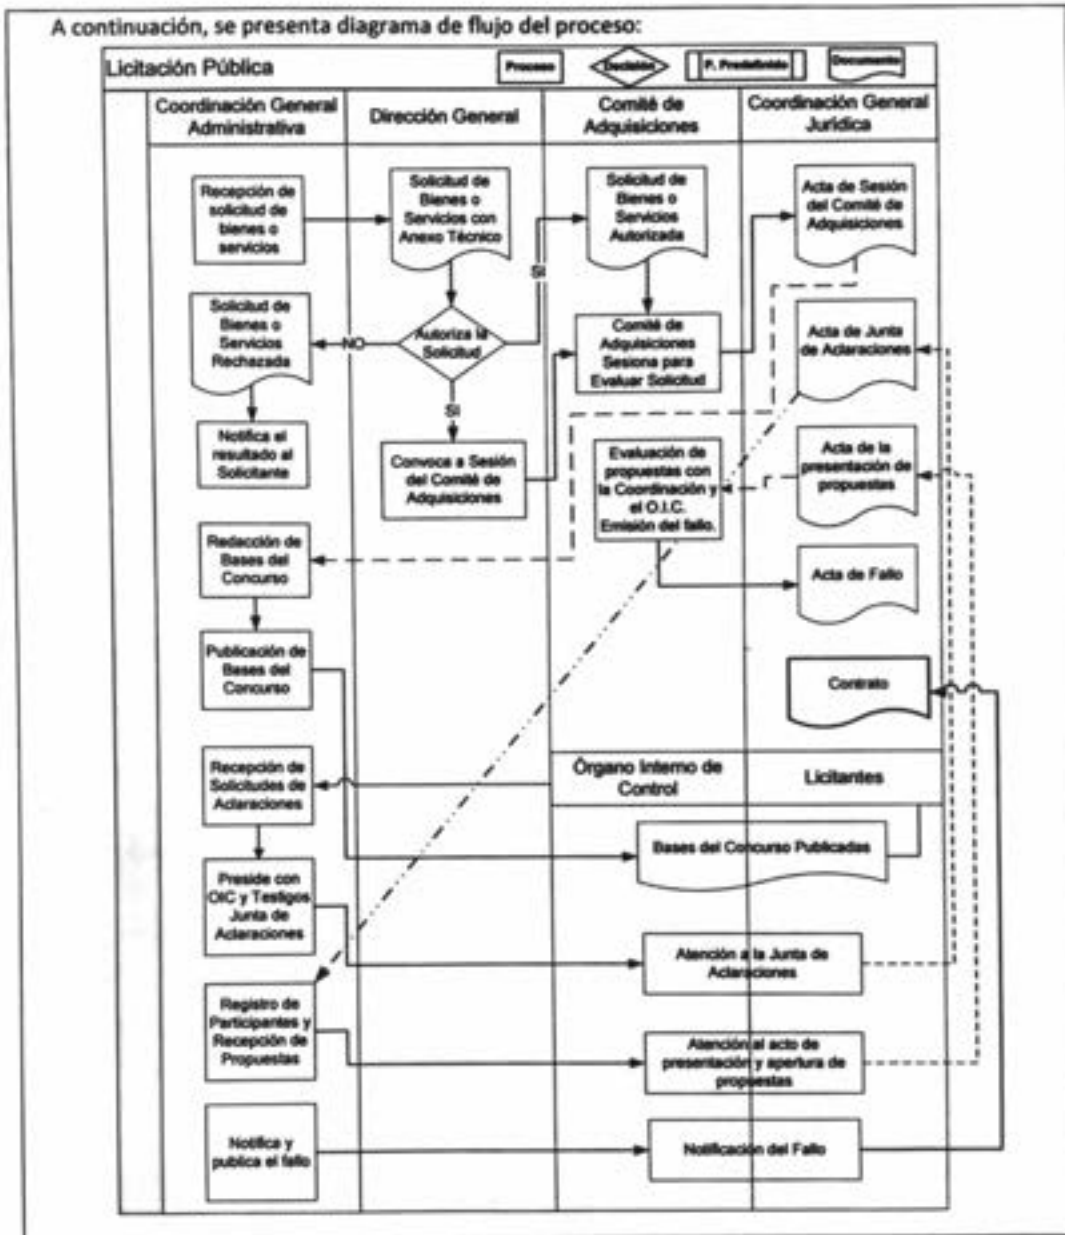 A continuación, se presenta diagrama de flujo del proceso:
Licitación Pública
Proceso
Decisión
P. Predefinido
Documento
Coordinación General
Administrativa
Dirección General
Comité de
Adquisiciones
Coordinación General
Jurídica
Recepción de
solicitud de
bienes o
servicios
Solicitud de
Bienes o
Servicios con
Anexo Técnico
Solicitud de
Bienes o
Servicios
Autorizada
Acta de Sesión
del Comité de
Adquisiciones
SI
Solicitud de
Bienes o
Servicios
Rechazada
NO
Autoriza la
Solicitud
Comité de
Adquisiciones
Sesiona para
Evaluar Solicitud
Acta de Junta
de Aclaraciones
SI
Notifica el
resultado al
Solicitante
Convoca a Sesión
del Comité de
Adquisiciones
Evaluación de
propuestas con
la Coordinación y
el O.I.C.
Emisión del fallo.
Acta de la
presentación de
propuestas
Redacción de
Bases del
Concurso
Acta de Fallo
Publicación de
Bases del
Concurso
Contrato
Recepción de
Solicitudes de
Aclaraciones
Órgano Interno de
Control
Licitantes
Bases del Concurso Publicadas
Preside con
OIC y Testigos
Junta de
Aclaraciones
Atención a la Junta de
Aclaraciones
Registro de
Participantes y
Recepción de
Propuestas
Atención al acto de
presentación y apertura de
propuestas
Notifica y
publica el fallo
Notificación del Fallo